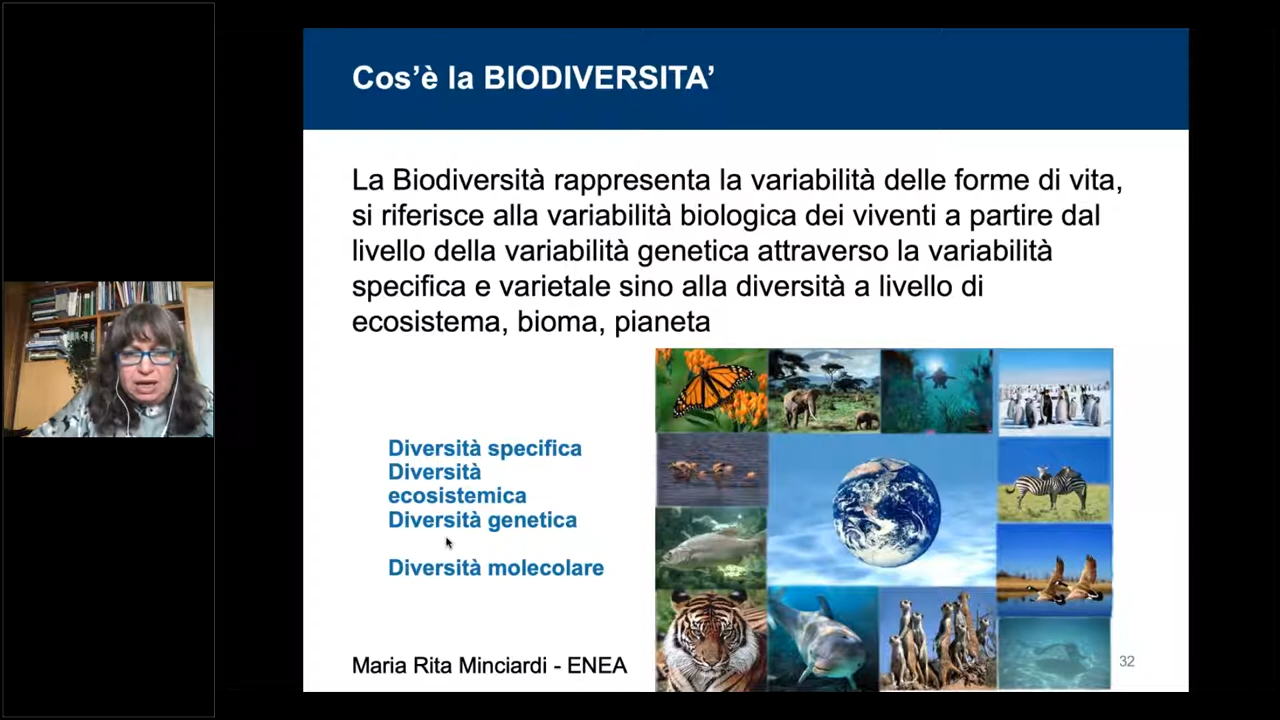 Cos’è la BIODIVERSITA’
La Biodiversità rappresenta la variabilità delle forme di vita,
si riferisce alla variabilità biologica dei viventi a partire dal
livello della variabilità genetica attraverso la variabilità
specifica e varietale sino alla diversità a livello di
ecosistema, bioma, pianeta
Diversità specifica
Diversità
ecosistemica
Diversità genetica
Diversità molecolare
Maria Rita Minciardi - ENEA
32